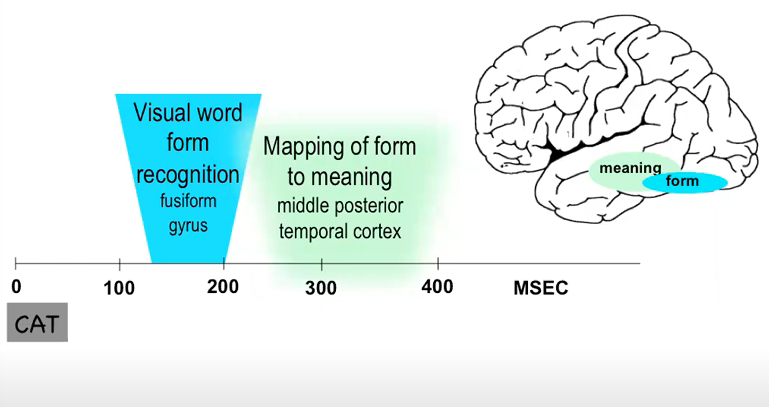 Visual word
form
recognition
fusiform
gyrus
Mapping of form
to meaning
middle posterior
temporal cortex
meaning
form
0
100
200
300
400
MSEC
CAT